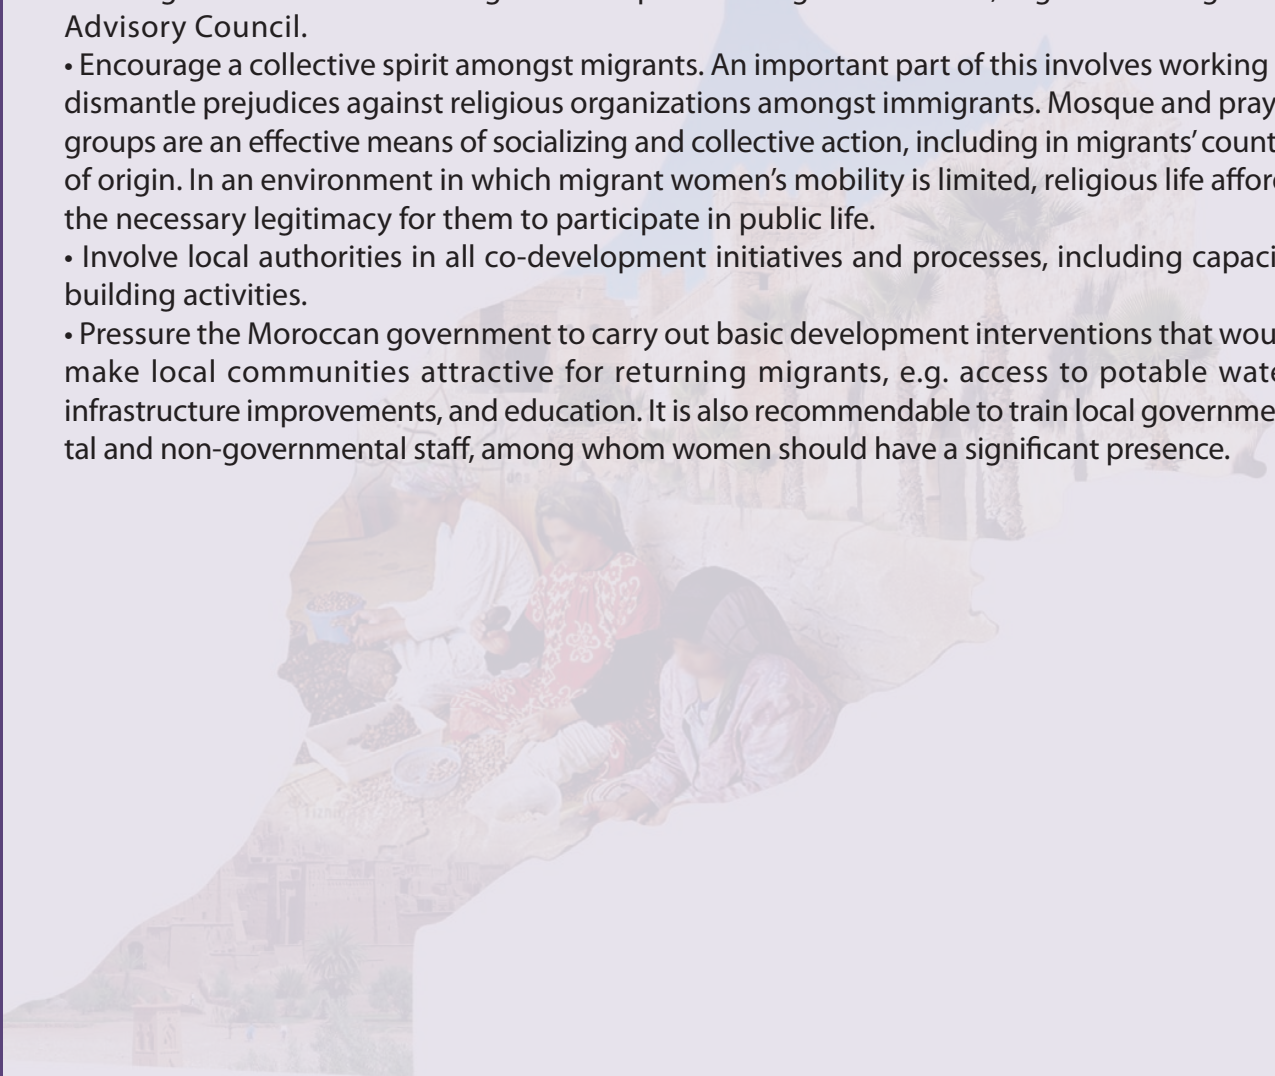 Advisory Council.
• Encourage a collective spirit amongst migrants. An important part of this involves working
dismantle prejudices against religious organizations amongst immigrants. Mosque and pray
groups are an effective means of socializing and collective action, including in migrants’ count
of origin. In an environment in which migrant women’s mobility is limited, religious life affor
the necessary legitimacy for them to participate in public life.
• Involve local authorities in all co-development initiatives and processes, including capaci
building activities.
• Pressure the Moroccan government to carry out basic development interventions that wou
make local communities attractive for returning migrants, e.g. access to potable wate
infrastructure improvements, and education. It is also recommendable to train local governme
tal and non-governmental staff, among whom women should have a significant presence.